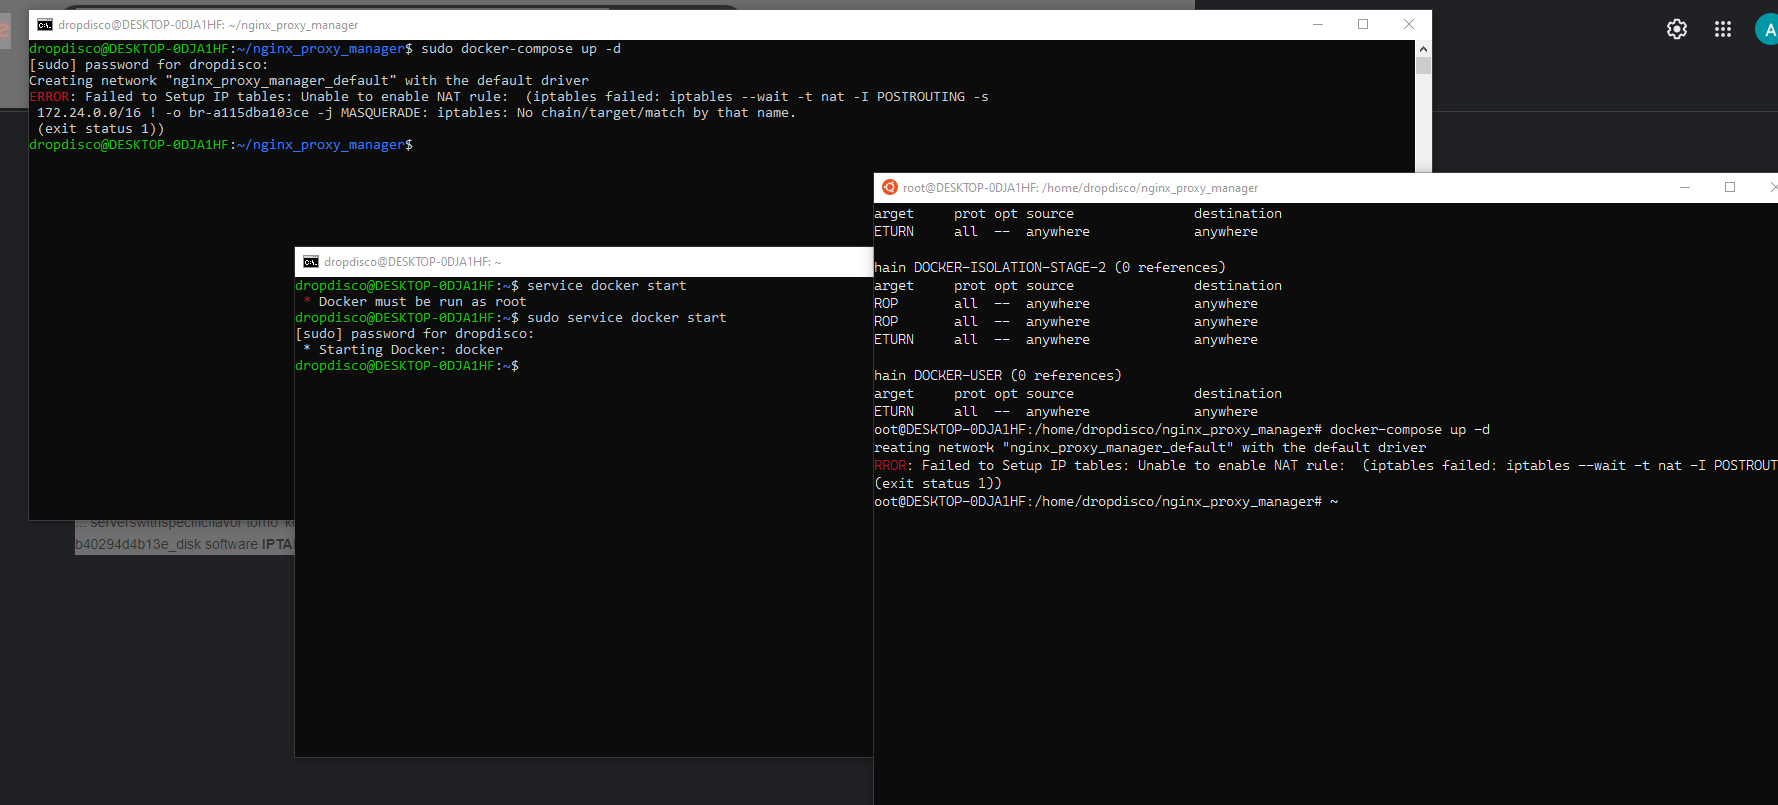 dropdisco@DESKTOP-0DJA1HF: ~/nginx_proxy_manager
dropdisco@DESKTOP-0DJA1HF:~/nginx_proxy_manager$ sudo docker-compose up -d
[sudo] password for dropdisco:
Creating network "nginx_proxy_manager_default" with the default driver
ERROR: Failed to Setup IP tables: Unable to enable NAT rule:  (iptables failed: iptables --wait -t nat -I POSTROUTING -s
172.24.0.0/16 ! -o br-a115dba103ce -j MASQUERADE: iptables: No chain/target/match by that name.
(exit status 1))
dropdisco@DESKTOP-0DJA1HF:~/nginx_proxy_manager$
A
dropdisco@DESKTOP-0DJA1HF: ~
dropdisco@DESKTOP-0DJA1HF:~$ service docker start
* Docker must be run as root
dropdisco@DESKTOP-0DJA1HF:~$ sudo service docker start
[sudo] password for dropdisco:
* Starting Docker: docker
dropdisco@DESKTOP-0DJA1HF:~$
root@DESKTOP-0DJA1HF: /home/dropdisco/nginx_proxy_manager
arget     prot opt source               destination
ETURN     all  --  anywhere             anywhere
hain DOCKER-ISOLATION-STAGE-2 (0 references)
arget     prot opt source               destination
ROP       all  --  anywhere             anywhere
ROP       all  --  anywhere             anywhere
ETURN     all  --  anywhere             anywhere
hain DOCKER-USER (0 references)
arget     prot opt source               destination
ETURN     all  --  anywhere             anywhere
oot@DESKTOP-0DJA1HF:/home/dropdisco/nginx_proxy_manager# docker-compose up -d
reating network "nginx_proxy_manager_default" with the default driver
RROR: Failed to Setup IP tables: Unable to enable NAT rule:  (iptables failed: iptables --wait -t nat -I POSTROUT
(exit status 1))
oot@DESKTOP-0DJA1HF:/home/dropdisco/nginx_proxy_manager# ~
b40294d4b13e_disk software IPTA